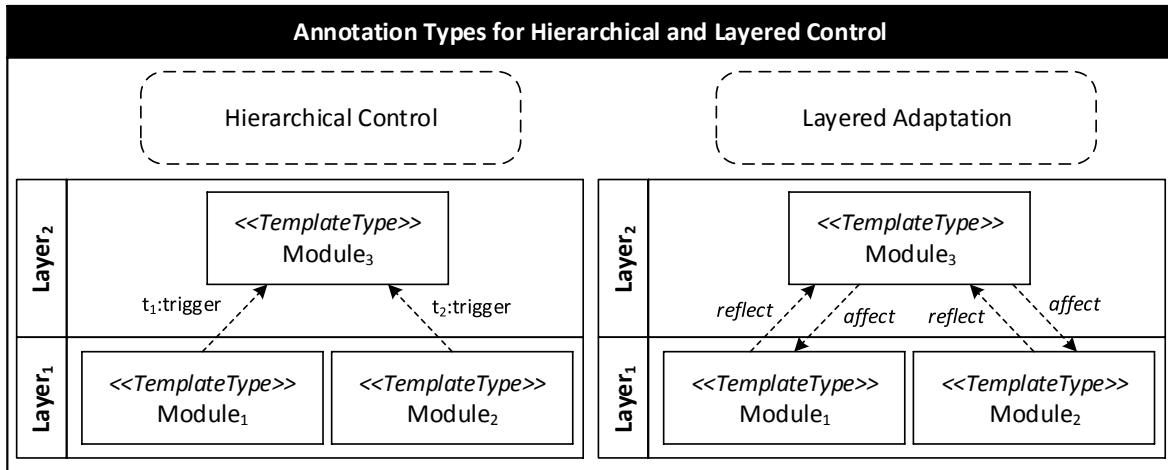 Annotation Types for Hierarchical and Layered Control
Hierarchical Control
Layer₂
<<TemplateType>>
Module₃
t₁:trigger
t₂:trigger
Layer₁
<<TemplateType>>
Module₁
<<TemplateType>>
Module₂
Layered Adaptation
Layer₂
<<TemplateType>>
Module₃
reflect
affect
reflect
affect
Layer₁
<<TemplateType>>
Module₁
<<TemplateType>>
Module₂